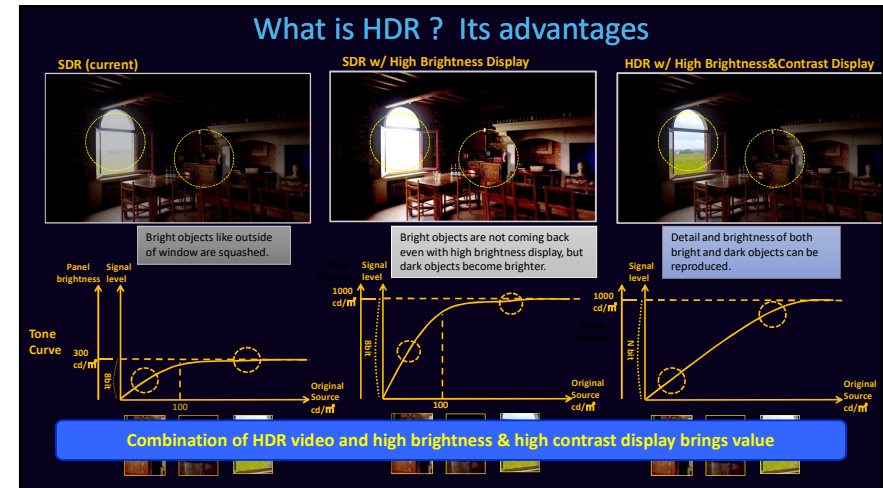 What is HDR ? Its advantages
SDR (current)
SDR w/ High Brightness Display
HDR w/ High Brightness&Contrast Display
Bright objects like outside
of window are squashed.
Bright objects are not coming back
even with high brightness display, but
dark objects become brighter.
Detail and brightness of both
bright and dark objects can be
reproduced.
Tone
Curve
Panel
brightness
Signal
level
300
cd/㎡
8bit
100
Original
Source
cd/㎡
Signal
level
1000
cd/㎡
8bit
100
Original
Source
cd/㎡
Signal
level
1000
cd/㎡
N bit
Original
Source
cd/㎡
Combination of HDR video and high brightness & high contrast display brings value